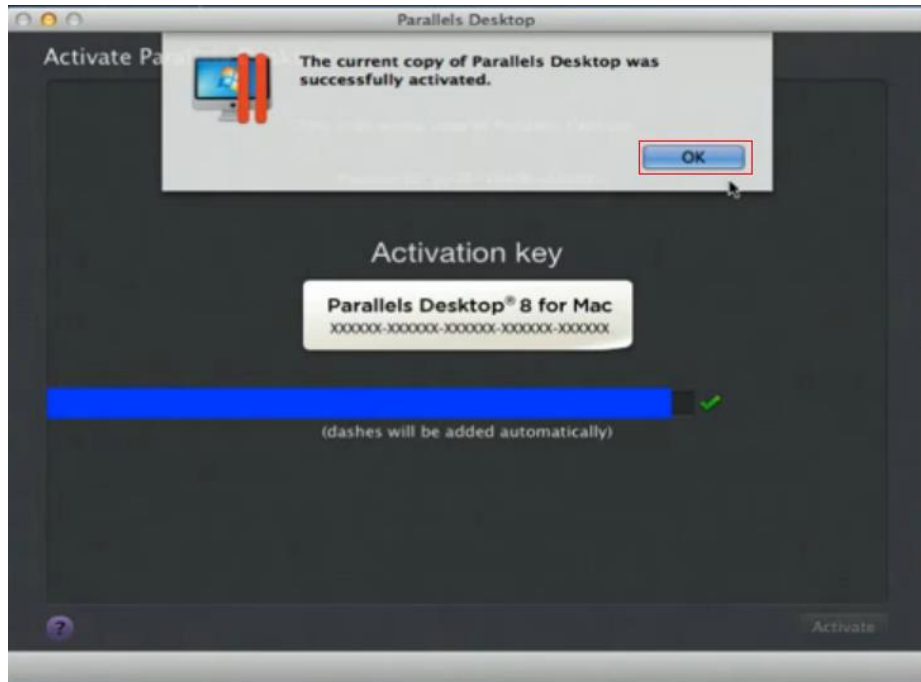 Parallels Desktop
Activate Pa
The current copy of Parallels Desktop was
successfully activated.
OK
Activation key
Parallels Desktop® 8 for Mac
XXXXXX-XXXXXX-XXXXXX-XXXXXX-XXXXXX
(dashes will be added automatically)
?
Activate